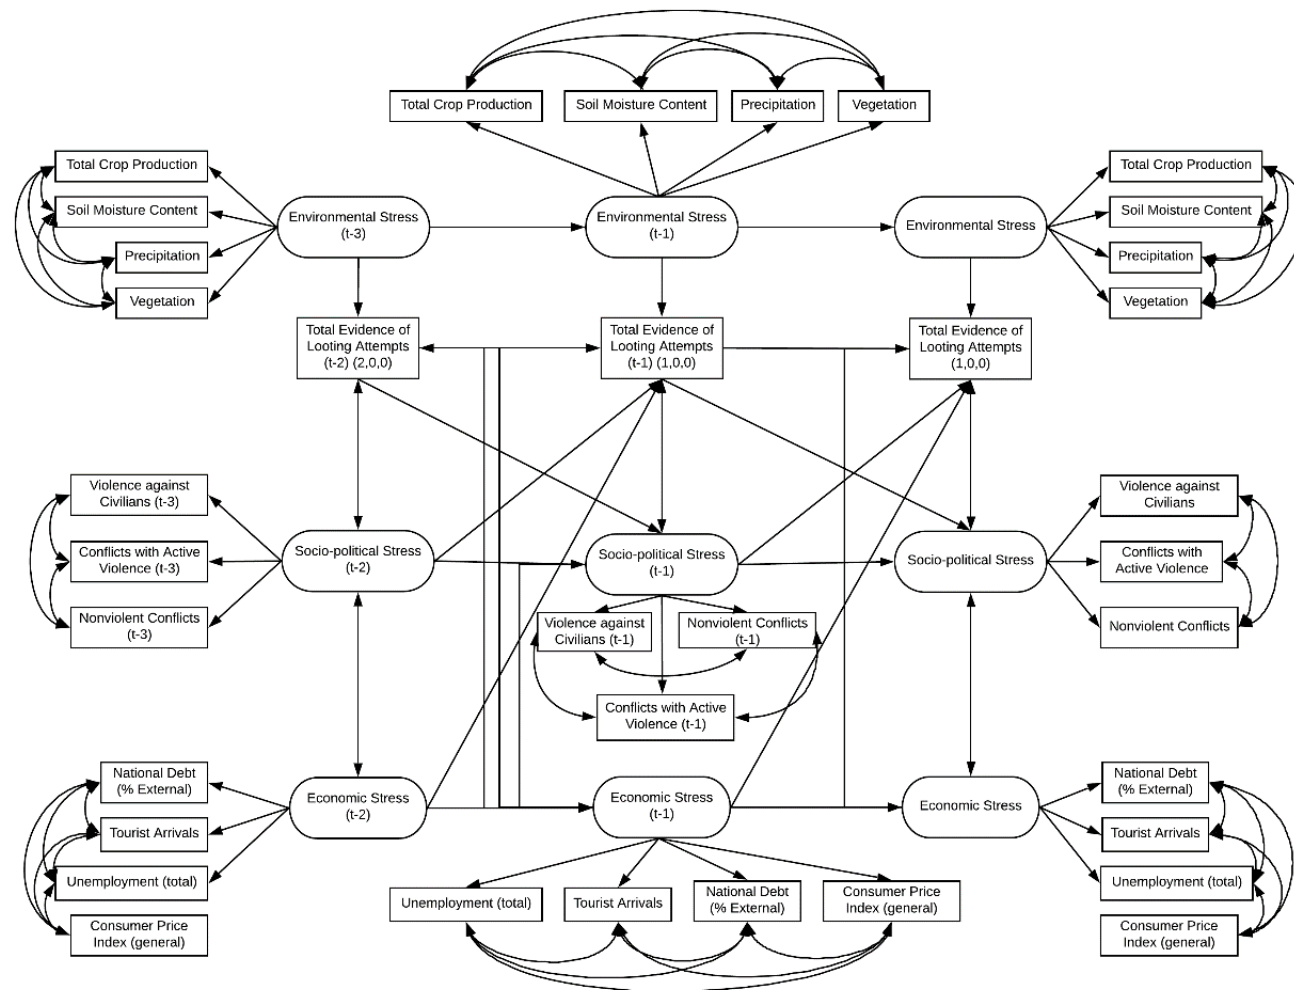 Total Crop Production
Soil Moisture Content
Precipitation
Vegetation
Total Crop Production
Soil Moisture Content
Precipitation
Vegetation
Environmental Stress
(t-3)
Environmental Stress
(t-1)
Environmental Stress
Total Crop Production
Soil Moisture Content
Precipitation
Vegetation
Total Evidence of
Looting Attempts
(t-2) (2,0,0)
Total Evidence of
Looting Attempts
(t-1) (1,0,0)
Total Evidence of
Looting Attempts
(1,0,0)
Violence against
Civilians (t-3)
Conflicts with Active
Violence (t-3)
Nonviolent Conflicts
(t-3)
Socio-political Stress
(t-2)
Socio-political Stress
(t-1)
Socio-political Stress
Violence against
Civilians
Conflicts with
Active Violence
Nonviolent Conflicts
Violence against
Civilians (t-1)
Nonviolent Conflicts
(t-1)
Conflicts with Active
Violence (t-1)
National Debt
(% External)
Tourist Arrivals
Unemployment (total)
Consumer Price
Index (general)
Economic Stress
(t-2)
Economic Stress
(t-1)
Economic Stress
National Debt
(% External)
Tourist Arrivals
Unemployment (total)
Consumer Price
Index (general)
Unemployment (total)
Tourist Arrivals
National Debt
(% External)
Consumer Price
Index (general)